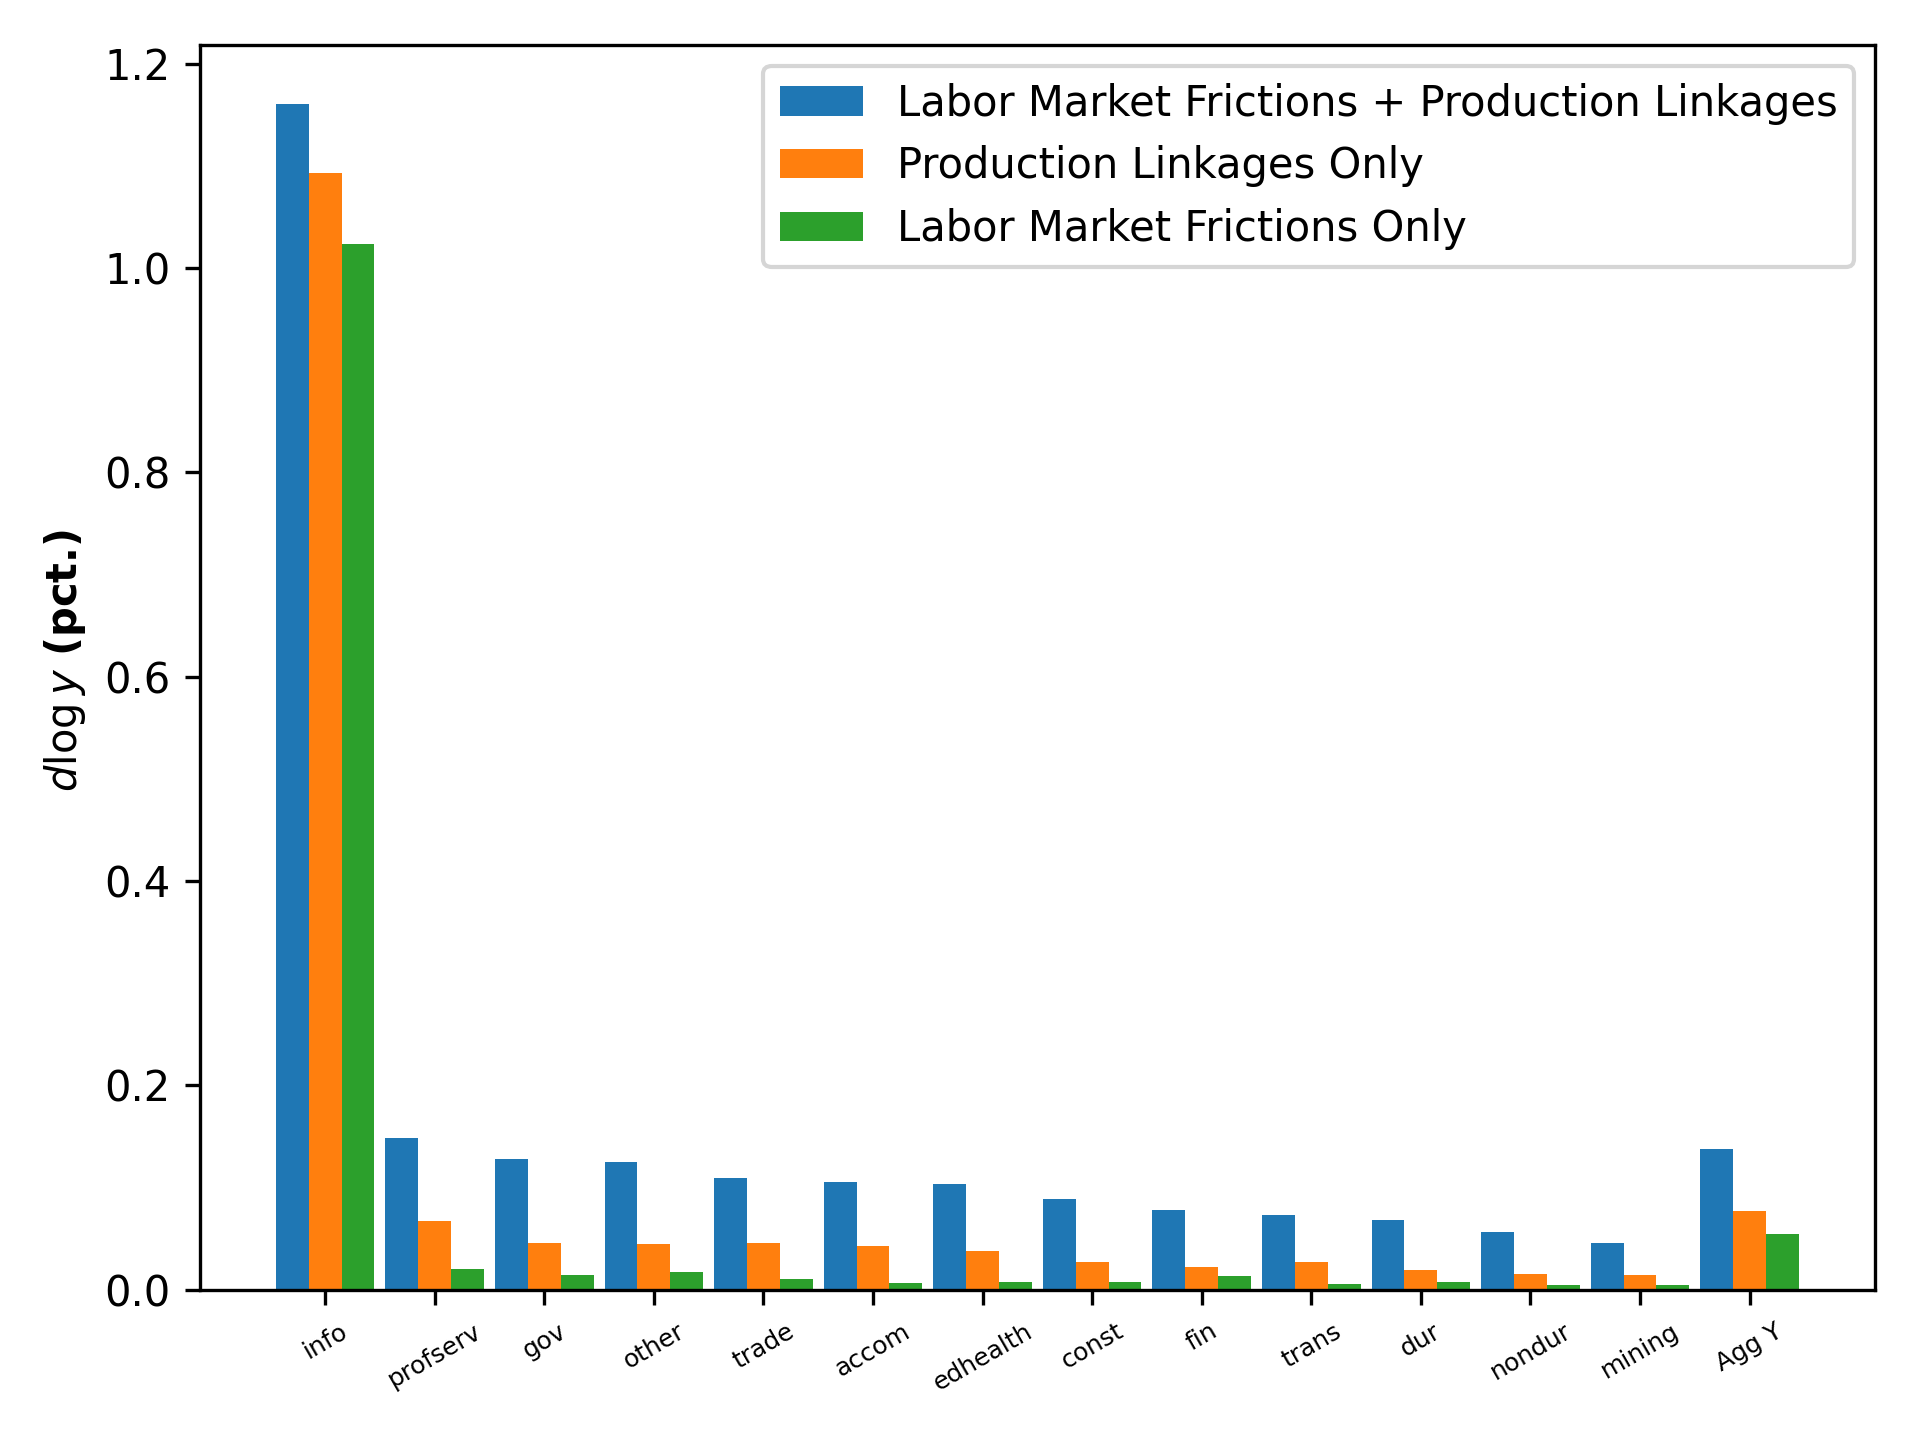 Labor Market Frictions + Production Linkages
Production Linkages Only
Labor Market Frictions Only
1.2
1.0
0.8
0.6
0.4
0.2
0.0
dlog y (pct.)
info profserv gov other trade accom edhealth const fin trans dur nondur mining Agg Y